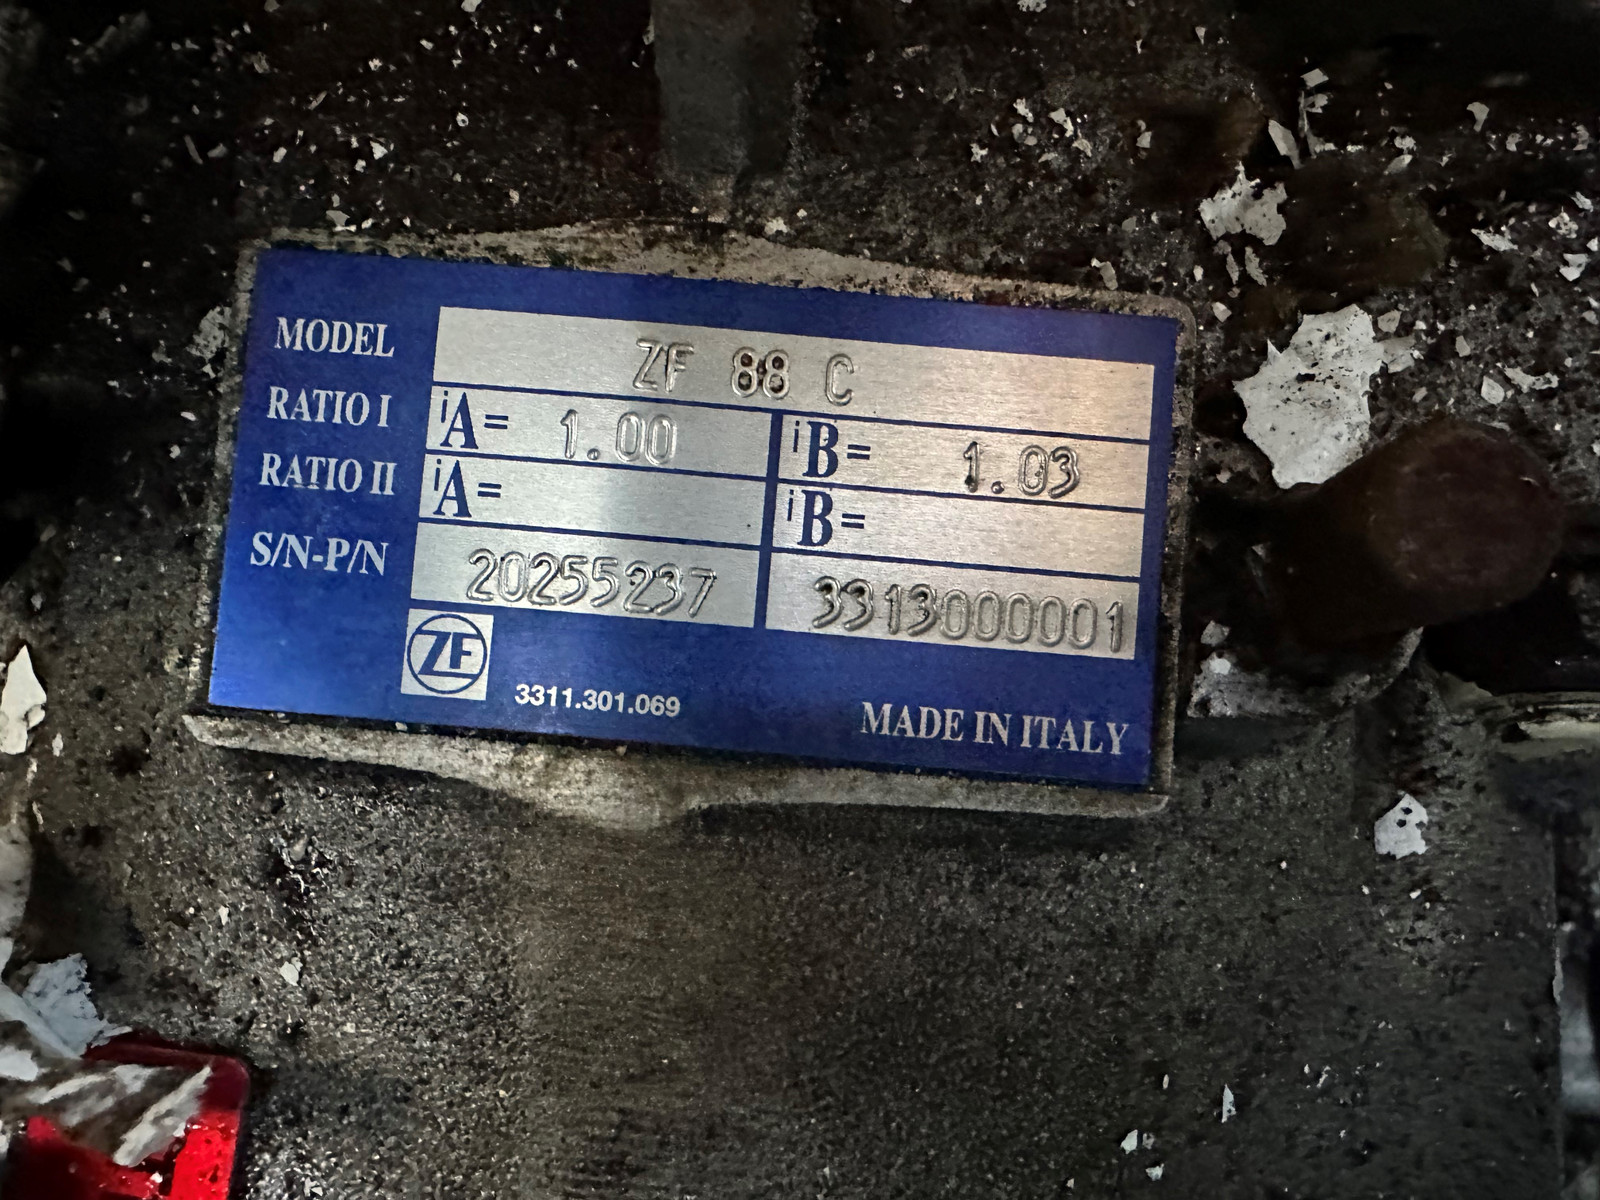 MODEL ZF 88 C
RATIO I iA= 1.00 iB= 1.03
RATIO II iA= iB=
S/N-P/N 20255237 3313000001
ZF 3311.301.069 MADE IN ITALY